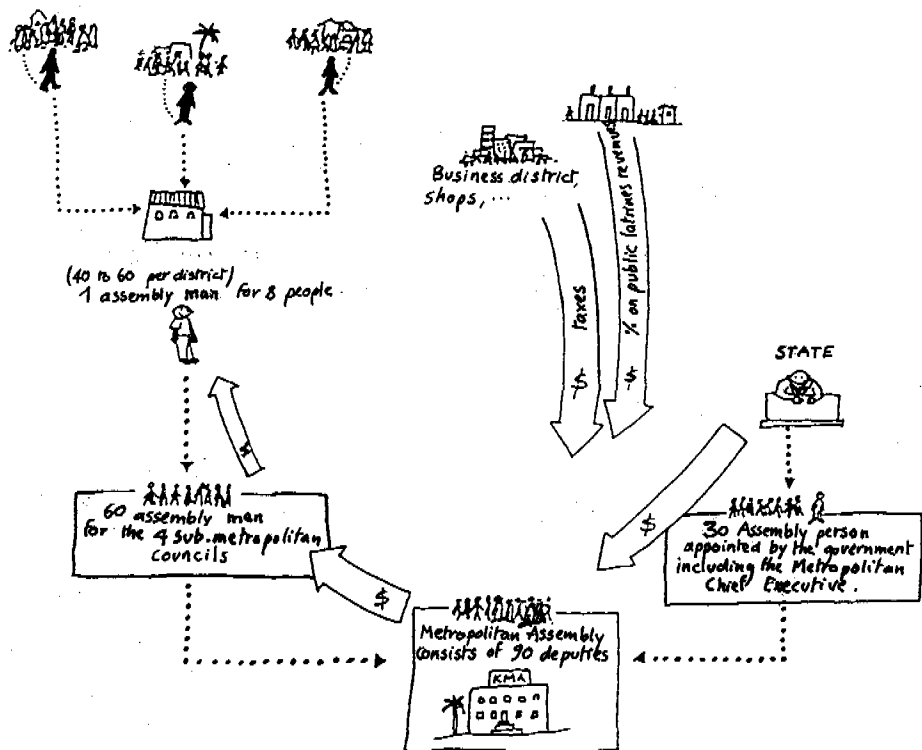 Business district,
shops, ...
% on public latrines revenues
$
taxes
$
(40 to 60 per district)
1 assembly man for 8 people.
STATE
$
60 assembly man
for the 4 sub-metropolitan
Councils
$
30 Assembly person
appointed by the government
including the Metropolitan
Chief Executive.
$
Metropolitan Assembly
consists of 90 deputies
KMA